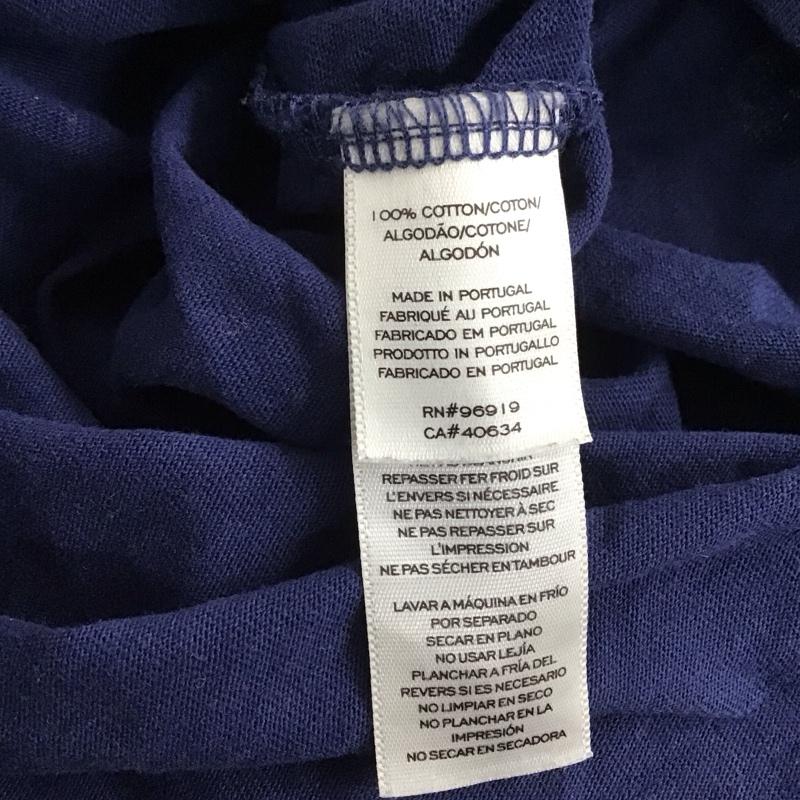 100% COTTON/COTON/
ALGODÃO/COTONE/
ALGODÓN
MADE IN PORTUGAL
FABRIQUÉ AU PORTUGAL
FABRICADO EM PORTUGAL
PRODOTTO IN PORTUGALLO
FABRICADO EN PORTUGAL
RN#96919
CA#40634
REPASSER FER FROID SUR
L'ENVERS SI NÉCESSAIRE
NE PAS NETTOYER À SEC
NE PAS REPASSER SUR
L'IMPRESSION
NE PAS SÉCHER EN TAMBOUR
LAVAR A MÁQUINA EN FRÍO
POR SEPARADO
SECAR EN PLANO
NO USAR LEJÍA
PLANCHAR A FRÍA DEL
REVERS SI ES NECESARIO
NO LIMPIAR EN SECO
NO PLANCHAR EN LA
IMPRESIÓN
NO SECAR EN SECADORA